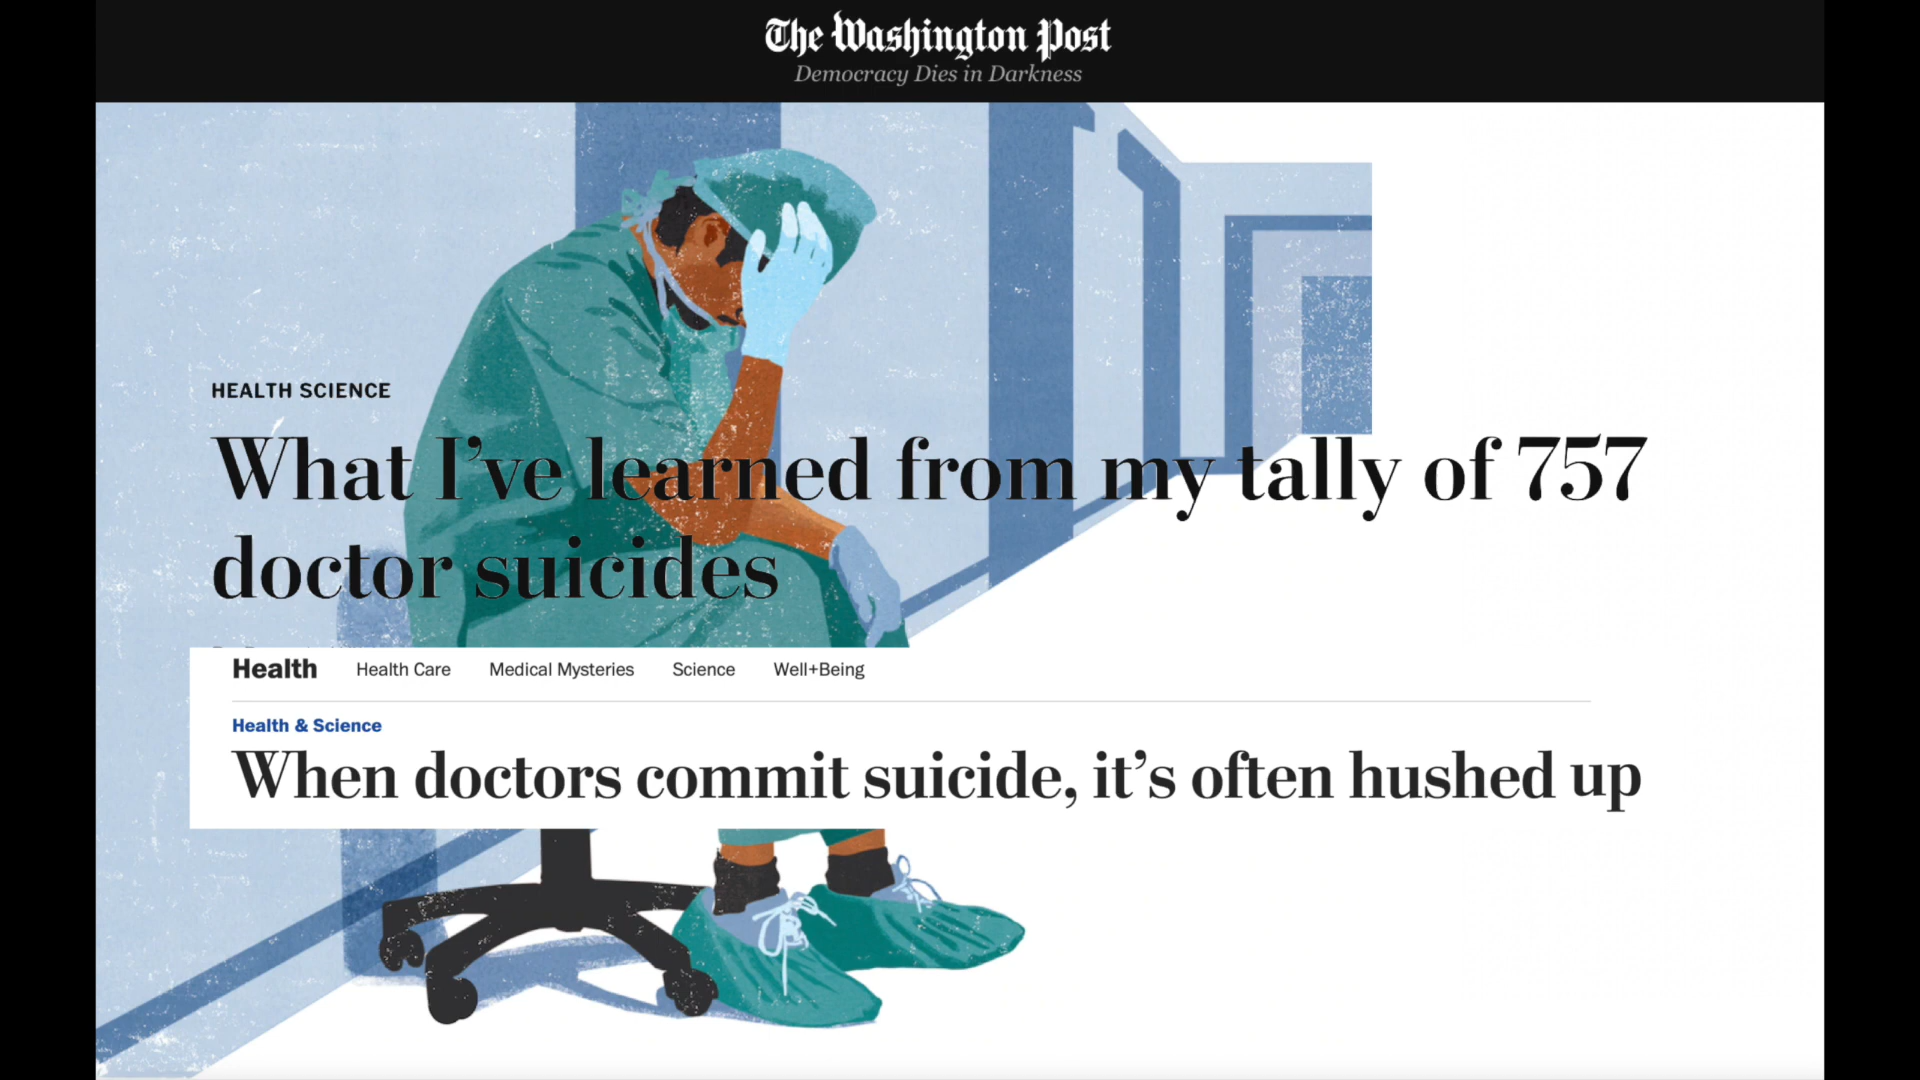 The Washington Post
Democracy Dies in Darkness
HEALTH SCIENCE
What I've learned from my tally of 757
doctor suicides
Health Health Care Medical Mysteries Science Well+Being
Health & Science
When doctors commit suicide, it's often hushed up